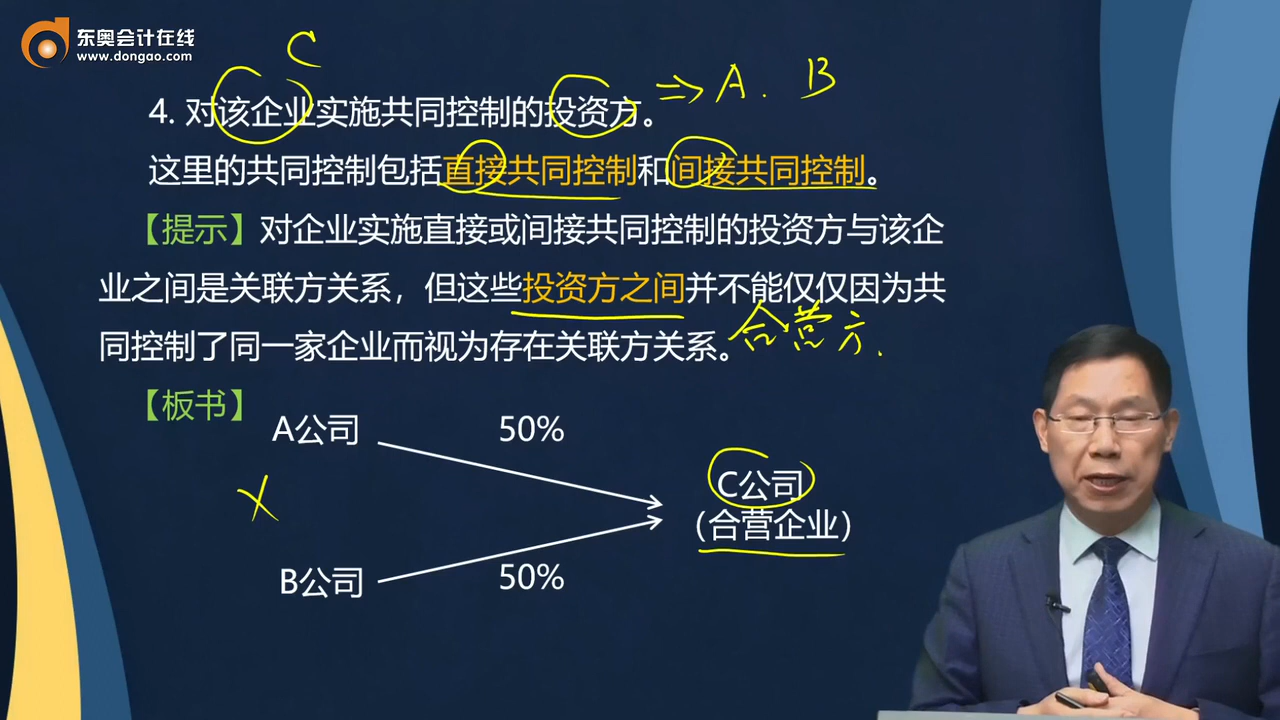 东奥会计在线
www.dongao.com
C
4. 对该企业实施共同控制的投资方。 ⇒ A. B
这里的共同控制包括直接共同控制和间接共同控制。
【提示】对企业实施直接或间接共同控制的投资方与该企
业之间是关联方关系，但这些投资方之间并不能仅仅因为共
同控制了同一家企业而视为存在关联方关系。合营方.
【板书】
A公司 50%
C公司
X
（合营企业）
B公司 50%